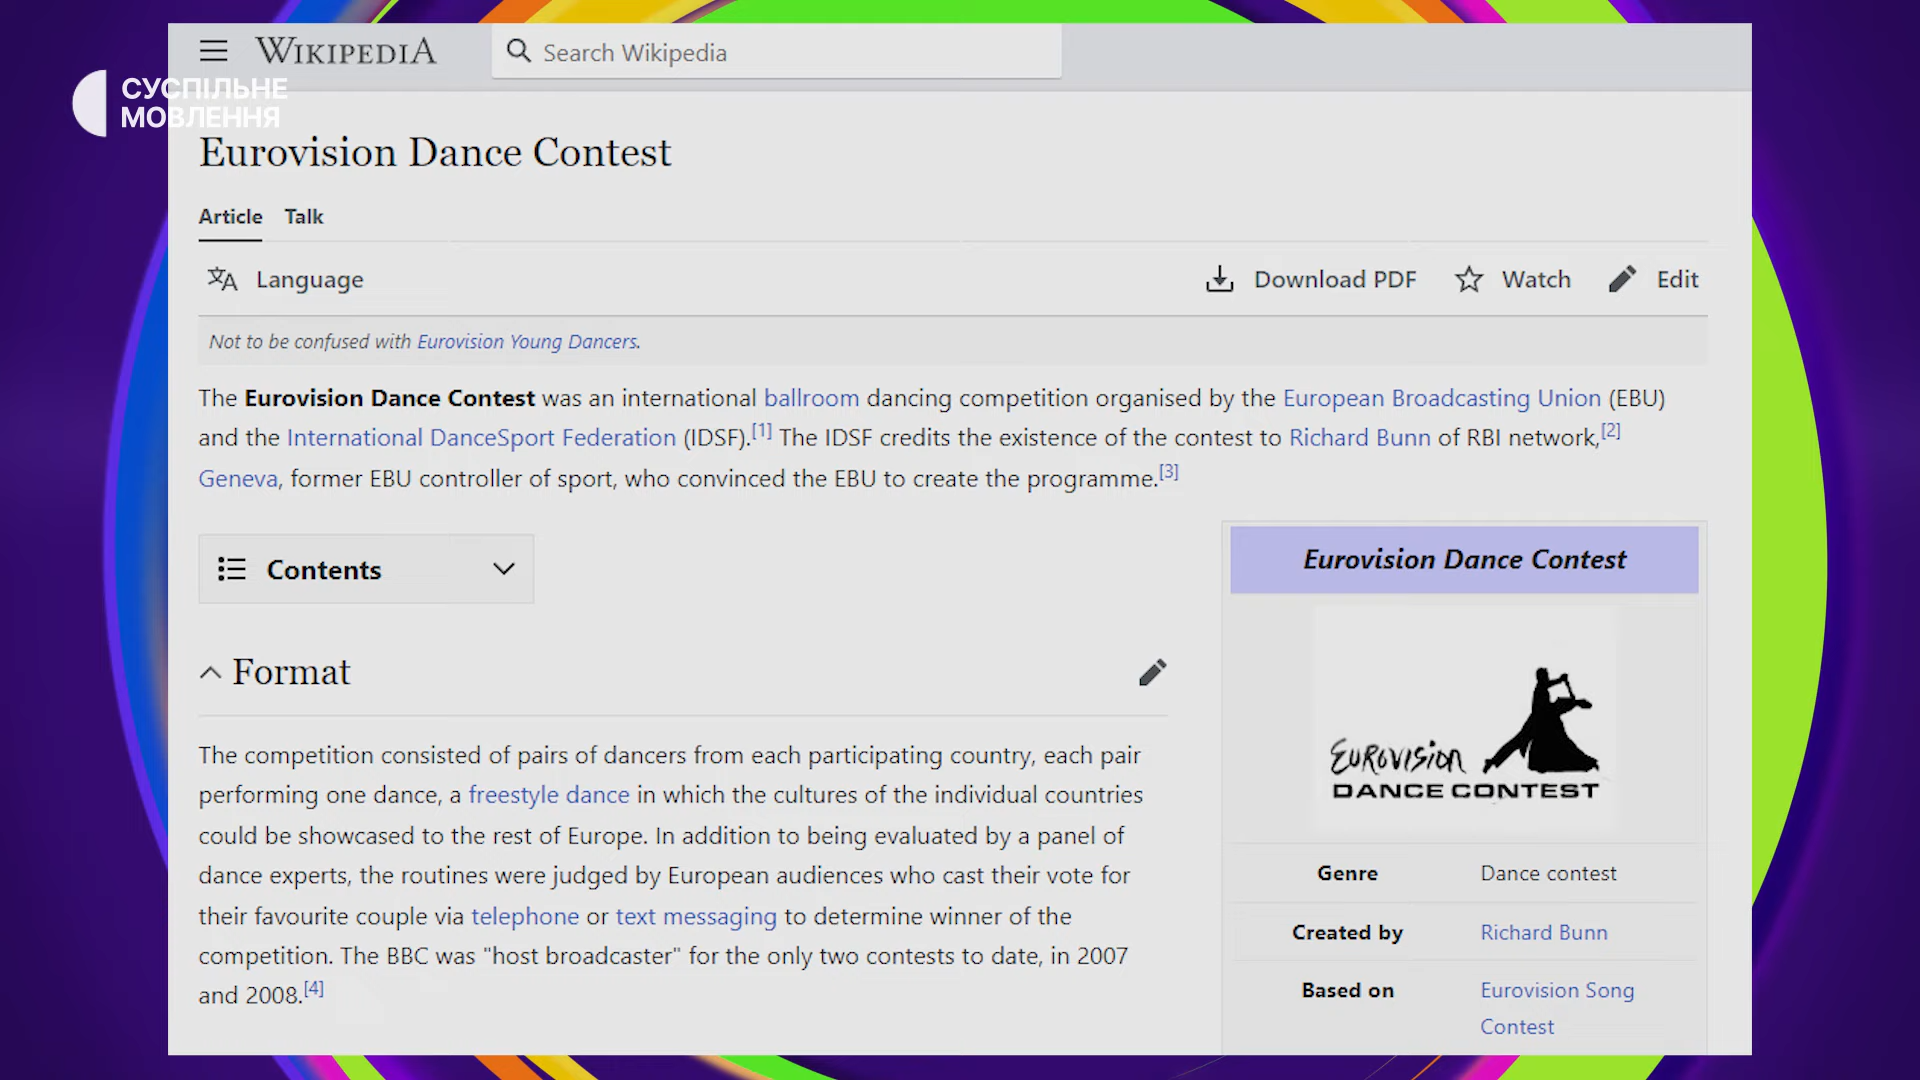 WIKIPEDIA
Search Wikipedia
СУСПІЛЬНЕ
МОВЛЕННЯ
Eurovision Dance Contest
Article Talk
Language Download PDF Watch Edit
Not to be confused with Eurovision Young Dancers.
The Eurovision Dance Contest was an international ballroom dancing competition organised by the European Broadcasting Union (EBU)
and the International DanceSport Federation (IDSF).[1] The IDSF credits the existence of the contest to Richard Bunn of RBI network,[2]
Geneva, former EBU controller of sport, who convinced the EBU to create the programme.[3]
Contents
Format
The competition consisted of pairs of dancers from each participating country, each pair
performing one dance, a freestyle dance in which the cultures of the individual countries
could be showcased to the rest of Europe. In addition to being evaluated by a panel of
dance experts, the routines were judged by European audiences who cast their vote for
their favourite couple via telephone or text messaging to determine winner of the
competition. The BBC was "host broadcaster" for the only two contests to date, in 2007
and 2008.[4]
Eurovision Dance Contest
EUROVISION
DANCE CONTEST
Genre Dance contest
Created by Richard Bunn
Based on Eurovision Song
Contest